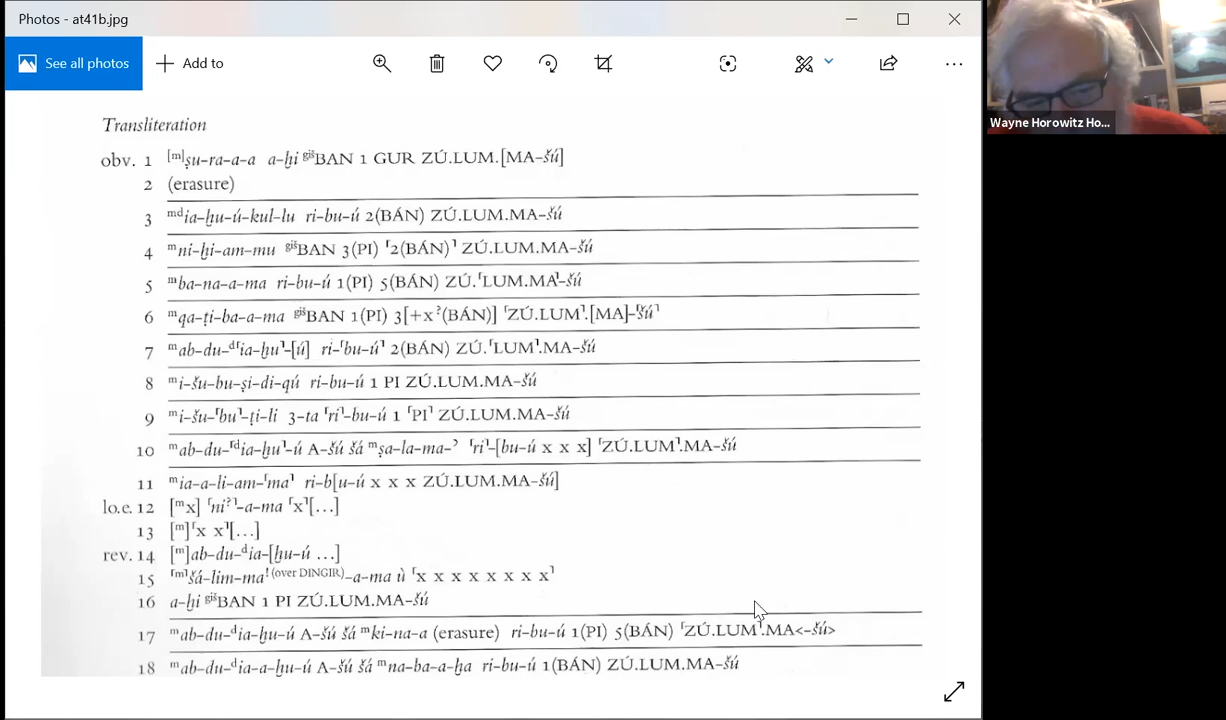 Photos - at41b.jpg
See all photos
Add to
Wayne Horowitz Ho...
Transliteration
obv. 1 [m]ṣu-ra-a-a a-ḫi gišBAN 1 GUR ZÚ.LUM.[MA-šú]
2 (erasure)
3 mdia-ḫu-ú-kul-lu ri-bu-ú 2(BÁN) ZÚ.LUM.MA-šú
4 mni-ḫi-am-mu gišBAN 3(PI) ⸢2(BÁN)⸣ ZÚ.LUM.MA-šú
5 mba-na-a-ma ri-bu-ú 1(PI) 5(BÁN) ZÚ.⸢LUM.MA⸣-šú
6 mqa-ṭi-ba-a-ma gišBAN 1(PI) 3[+x?(BÁN)] ⸢ZÚ.LUM⸣.[MA]-⸢šú⸣
7 mab-du-d⸢ia-ḫu⸣-[ú] ri-⸢bu-ú⸣ 2(BÁN) ZÚ.⸢LUM⸣.MA-šú
8 mi-šu-bu-ṣi-di-qú ri-bu-ú 1 PI ZÚ.LUM.MA-šú
9 mi-šu-⸢bu⸣-ṭi-li 3-ta ⸢ri⸣-bu-ú 1 ⸢PI⸣ ZÚ.LUM.MA-šú
10 mab-du-⸢dia-ḫu⸣-ú A-šú šá mṣa-la-ma-ʾ ⸢ri⸣-[bu-ú x x x] ⸢ZÚ.LUM⸣.MA-šú
11 mia-a-li-am-⸢ma⸣ ri-b[u-ú x x x ZÚ.LUM.MA-šú]
lo.e. 12 [mx] ⸢ni?⸣-a-ma ⸢x⸣[...]
13 [m]⸢x x⸣[...]
rev. 14 [m]ab-du-dia-[ḫu-ú ...]
15 ⸢m⸣šá-lim-ma!(over DINGIR)-a-ma ù ⸢x x x x x x x x⸣
16 a-ḫi gišBAN 1 PI ZÚ.LUM.MA-šú
17 mab-du-dia-ḫu-ú A-šú šá mki-na-a (erasure) ri-bu-ú 1(PI) 5(BÁN) ⸢ZÚ.LUM⸣.MA<-šú>
18 mab-du-dia-a-ḫu-ú A-šú šá mna-ba-a-ḫa ri-bu-ú 1(BÁN) ZÚ.LUM.MA-šú